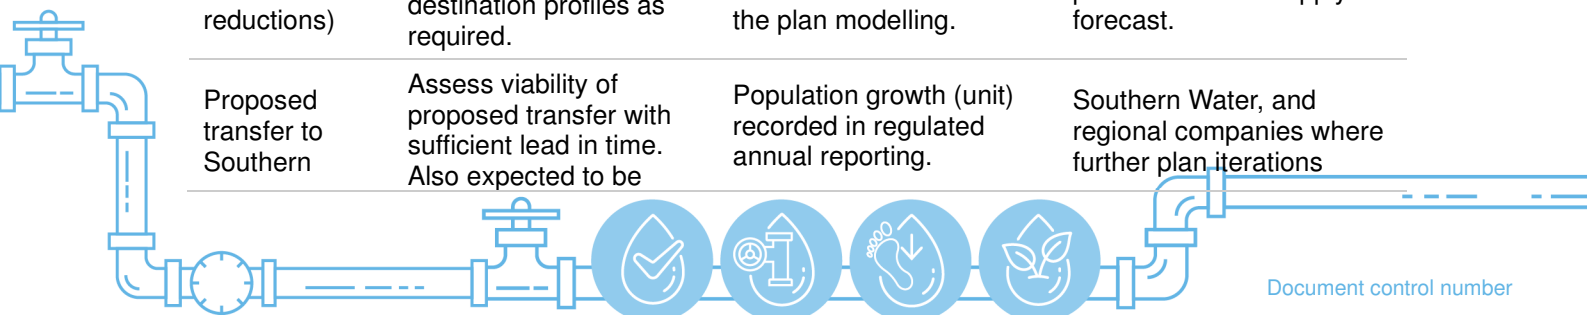 reductions)
destination profiles as
required.
the plan modelling.
forecast.
Proposed
transfer to
Southern
Assess viability of
proposed transfer with
sufficient lead in time.
Also expected to be
Population growth (unit)
recorded in regulated
annual reporting.
Southern Water, and
regional companies where
further plan iterations
Document control number